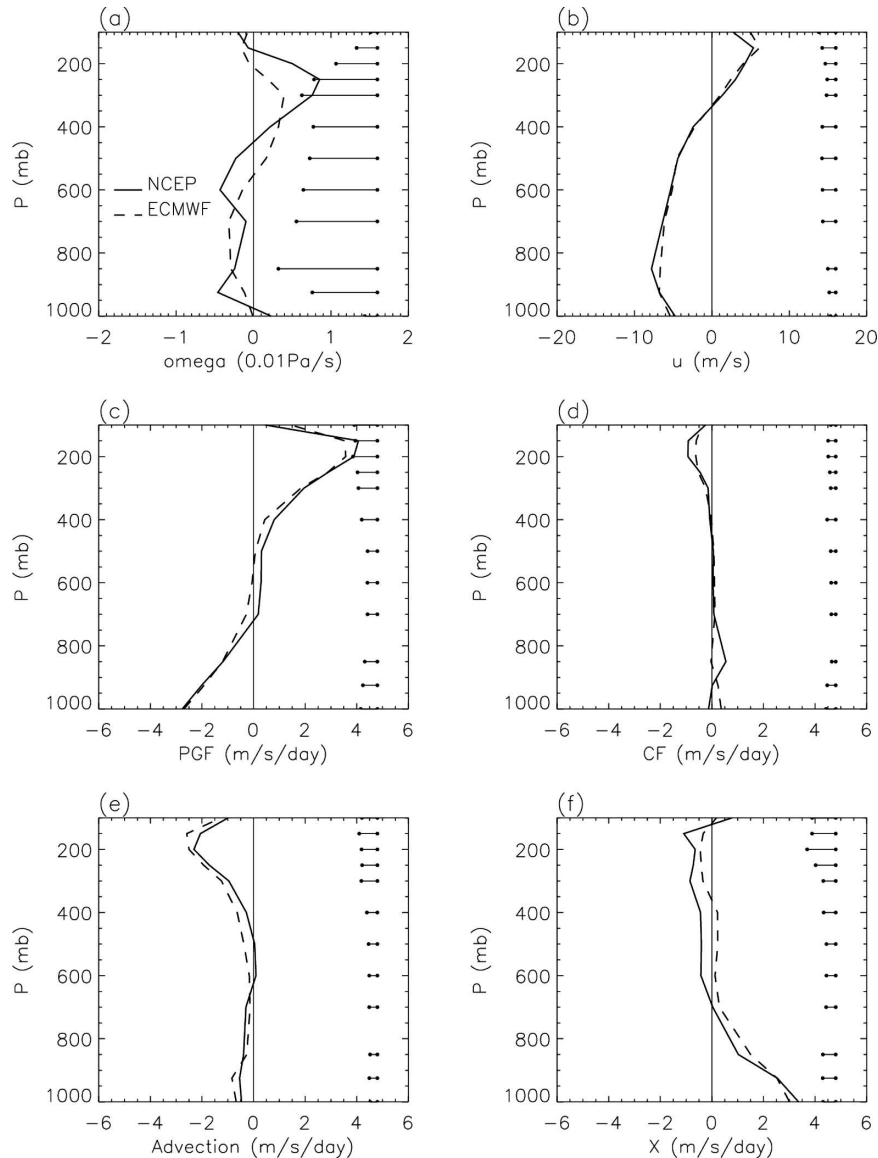 (a)
200
400
600
800
1000
P (mb)
NCEP
ECMWF
−2 −1 0 1 2
omega (0.01Pa/s)
(b)
200
400
600
800
1000
P (mb)
−20 −10 0 10 20
u (m/s)
(c)
200
400
600
800
1000
P (mb)
−6 −4 −2 0 2 4 6
PGF (m/s/day)
(d)
200
400
600
800
1000
P (mb)
−6 −4 −2 0 2 4 6
CF (m/s/day)
(e)
200
400
600
800
1000
P (mb)
−6 −4 −2 0 2 4 6
Advection (m/s/day)
(f)
200
400
600
800
1000
P (mb)
−6 −4 −2 0 2 4 6
X (m/s/day)